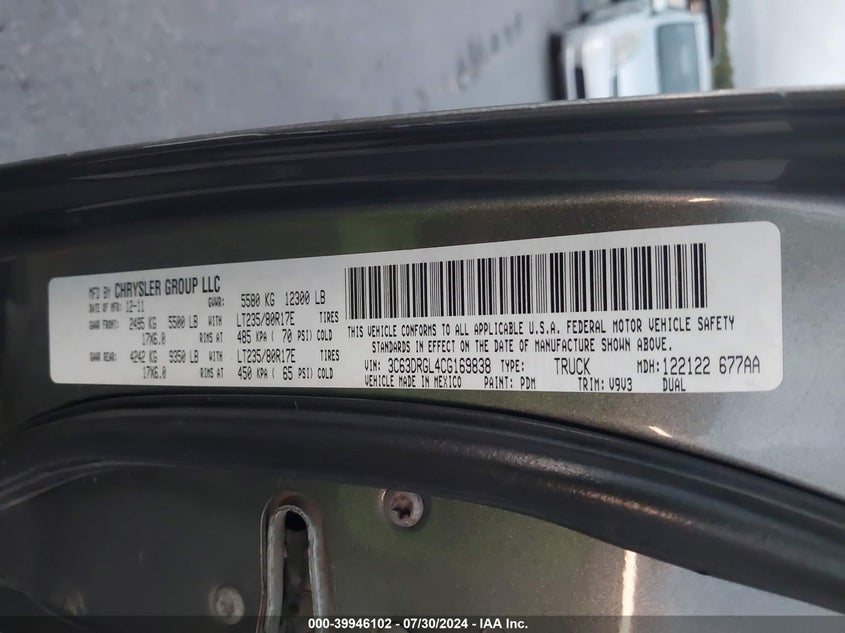 MFD BY CHRYSLER GROUP LLC
DATE OF MFR: 12-11 GVWR: 5580 KG 12300 LB
GAWR FRONT: 2495 KG 5500 LB WITH LT235/80R17E TIRES
17X6.0 RIMS AT 485 KPA ( 70 PSI) COLD
GAWR REAR: 4242 KG 9350 LB WITH LT235/80R17E TIRES
17X6.0 RIMS AT 450 KPA ( 65 PSI) COLD
THIS VEHICLE CONFORMS TO ALL APPLICABLE U.S.A. FEDERAL MOTOR VEHICLE SAFETY
STANDARDS IN EFFECT ON THE DATE OF MANUFACTURE SHOWN ABOVE.
VIN: 3C63DRGL4CG169838 TYPE: TRUCK MDH: 122122 677AA
VEHICLE MADE IN MEXICO PAINT: PDM TRIM: V9V3 DUAL
000-39946102 / 07/30/2024 - IAA Inc.